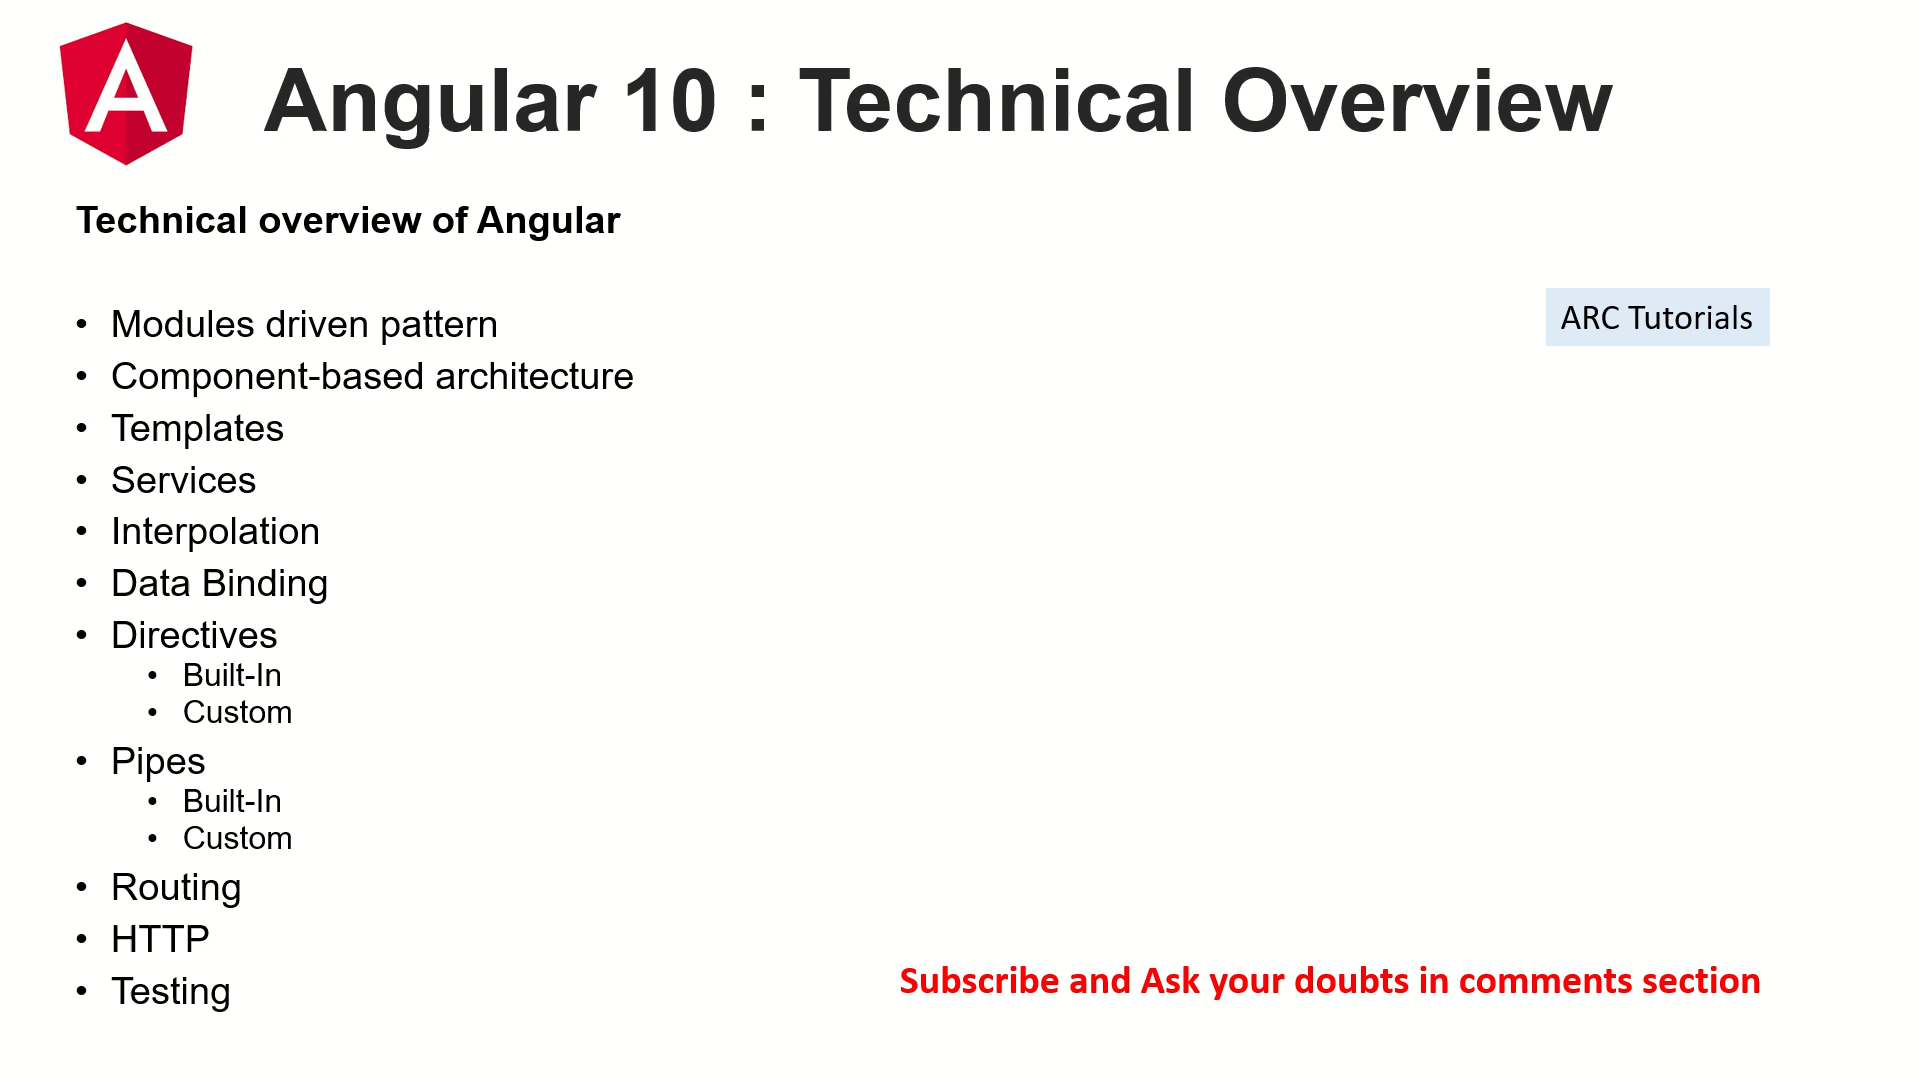 Angular 10 : Technical Overview
Technical overview of Angular
• Modules driven pattern
ARC Tutorials
• Component-based architecture
• Templates
• Services
• Interpolation
• Data Binding
• Directives
• Built-In
• Custom
• Pipes
• Built-In
• Custom
• Routing
• HTTP
• Testing
Subscribe and Ask your doubts in comments section